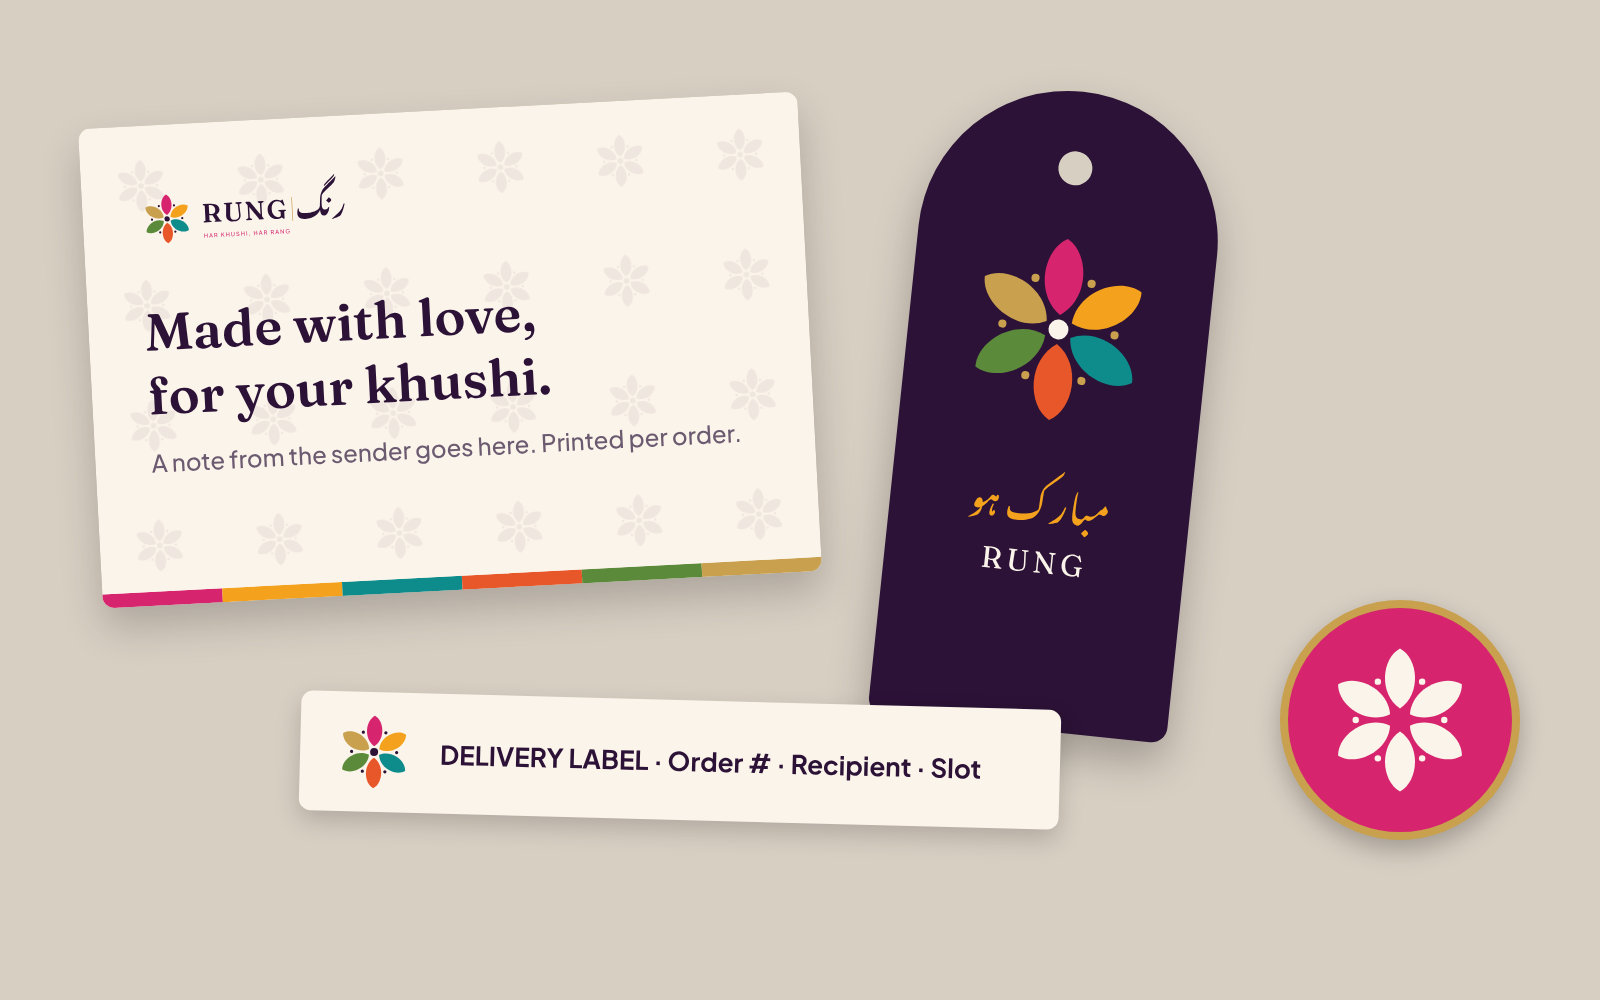 RUNG رنگ
HAR KHUSHI, HAR RANG
Made with love,
for your khushi.
A note from the sender goes here. Printed per order.
مبارک ہو
RUNG
DELIVERY LABEL · Order # · Recipient · Slot